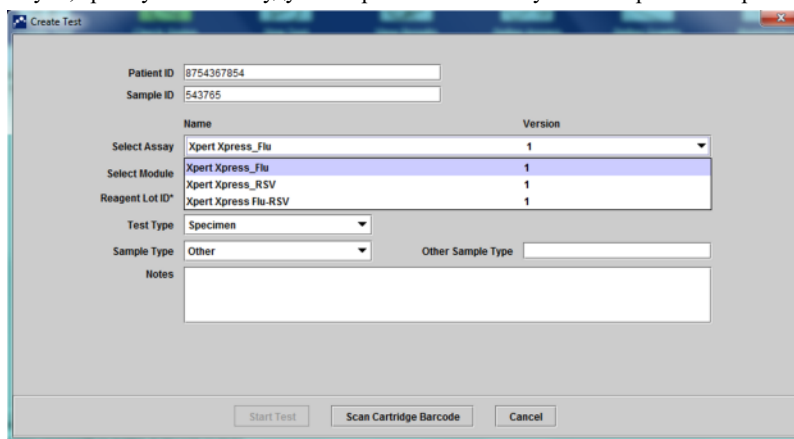 Create Test
Patient ID 8754367854
Sample ID 543765
Name Version
Select Assay Xpert Xpress_Flu 1
Select Module Xpert Xpress_Flu 1
Xpert Xpress_RSV 1
Reagent Lot ID* Xpert Xpress Flu-RSV 1
Test Type Specimen
Sample Type Other Other Sample Type
Notes
Start Test Scan Cartridge Barcode Cancel